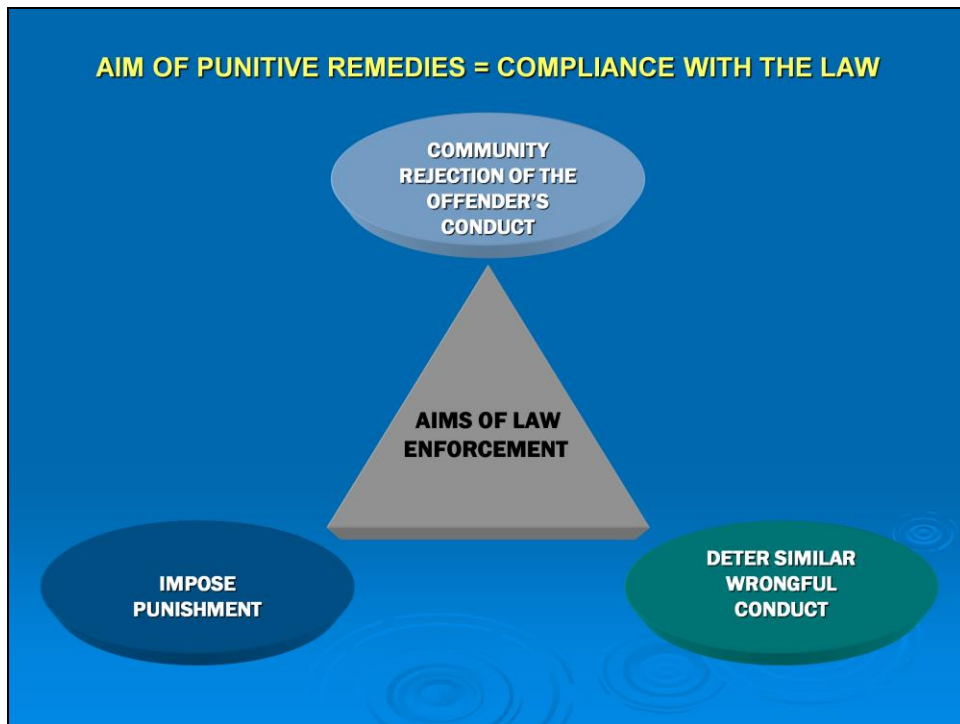 AIM OF PUNITIVE REMEDIES = COMPLIANCE WITH THE LAW
COMMUNITY
REJECTION OF THE
OFFENDER'S
CONDUCT
AIMS OF LAW
ENFORCEMENT
IMPOSE
PUNISHMENT
DETER SIMILAR
WRONGFUL
CONDUCT